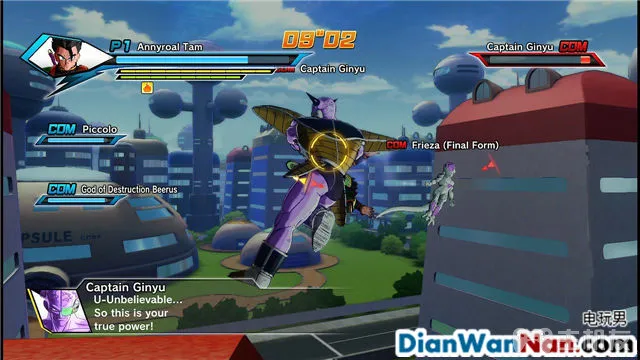 P1 Annyroal Tam
09"02
Captain Ginyu COM
COM Captain Ginyu
COM Piccolo
COM Frieza (Final Form)
COM God of Destruction Beerus
PSULE
Captain Ginyu
U-Unbelievable...
So this is your
true power!
电玩男
DianWanNan.com